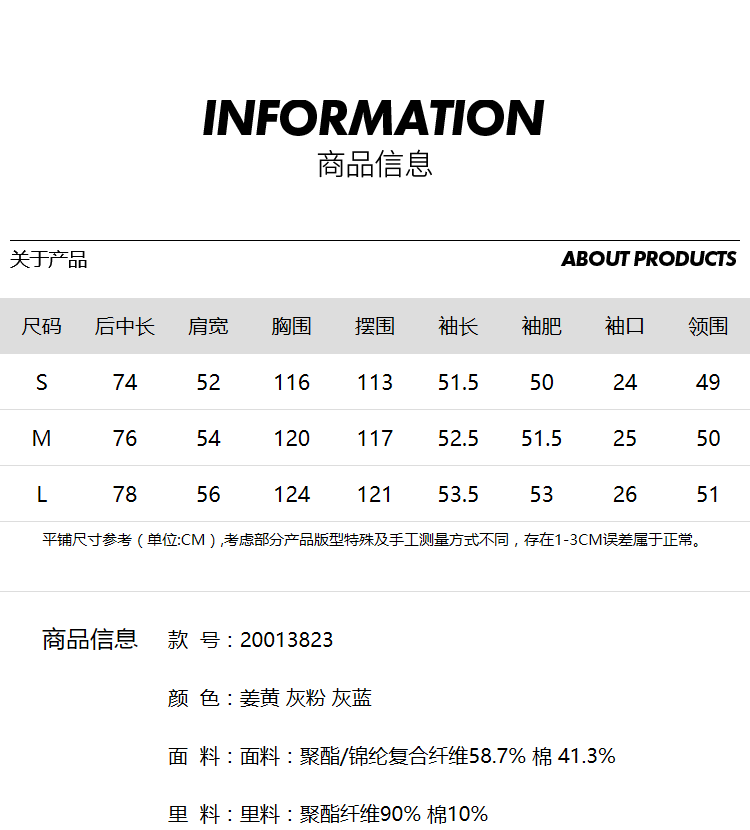 INFORMATION
商品信息
关于产品 ABOUT PRODUCTS
尺码 后中长 肩宽 胸围 摆围 袖长 袖肥 袖口 领围
S 74 52 116 113 51.5 50 24 49
M 76 54 120 117 52.5 51.5 25 50
L 78 56 124 121 53.5 53 26 51
平铺尺寸参考（单位:CM）,考虑部分产品版型特殊及手工测量方式不同，存在1-3CM误差属于正常。
商品信息 款 号：20013823
颜 色：姜黄 灰粉 灰蓝
面 料：面料：聚酯/锦纶复合纤维58.7% 棉 41.3%
里 料：里料：聚酯纤维90% 棉10%